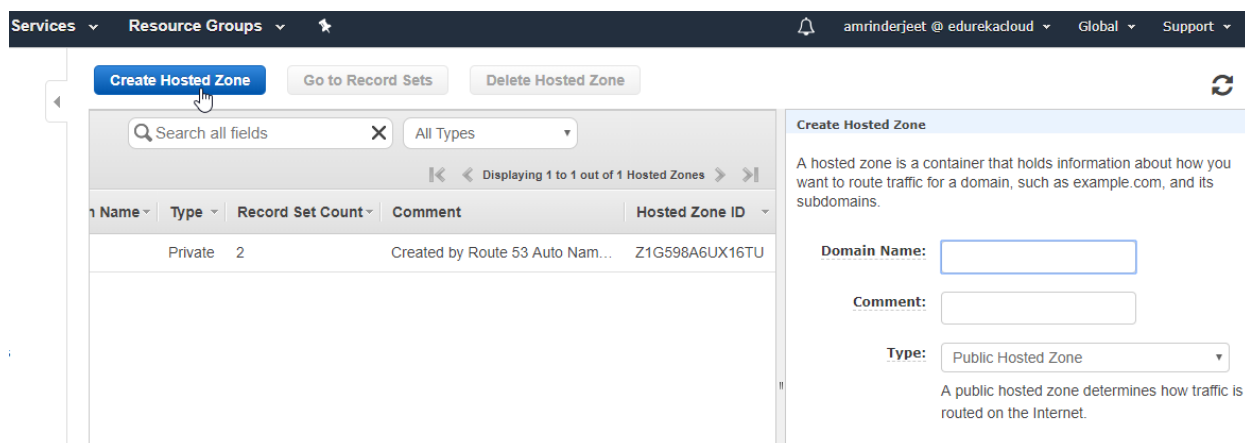 Services Resource Groups amrinderjeet @ edurekacloud Global Support
Create Hosted Zone Go to Record Sets Delete Hosted Zone
Search all fields All Types
Displaying 1 to 1 out of 1 Hosted Zones
n Name Type Record Set Count Comment Hosted Zone ID
Private 2 Created by Route 53 Auto Nam... Z1G598A6UX16TU
Create Hosted Zone
A hosted zone is a container that holds information about how you
want to route traffic for a domain, such as example.com, and its
subdomains.
Domain Name:
Comment:
Type: Public Hosted Zone
A public hosted zone determines how traffic is
routed on the Internet.